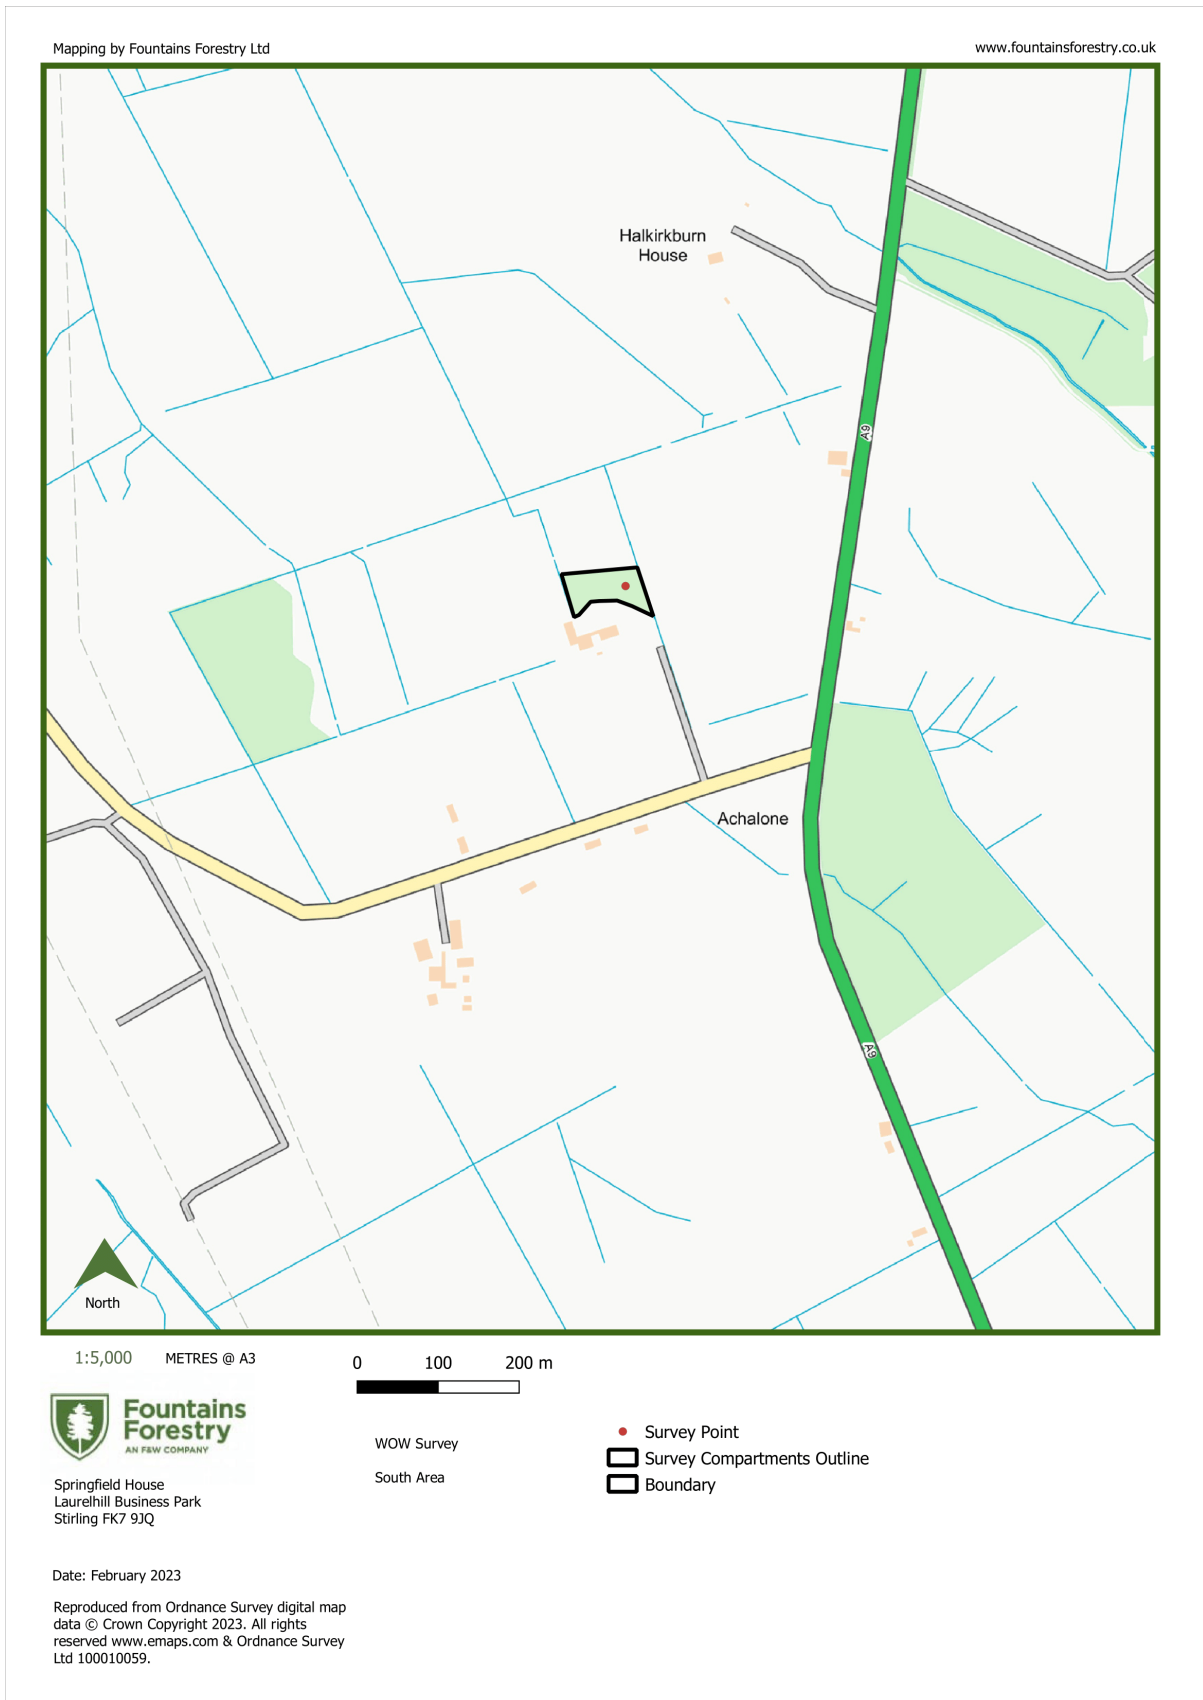 Mapping by Fountains Forestry Ltd
www.fountainsforestry.co.uk
Halkirkburn
House
A9
Achalone
A9
North
1:5,000
METRES @ A3
0 100 200 m
Fountains
Forestry
AN F&W COMPANY
WOW Survey
South Area
Survey Point
Survey Compartments Outline
Boundary
Springfield House
Laurelhill Business Park
Stirling FK7 9JQ
Date: February 2023
Reproduced from Ordnance Survey digital map
data © Crown Copyright 2023. All rights
reserved www.emaps.com & Ordnance Survey
Ltd 100010059.